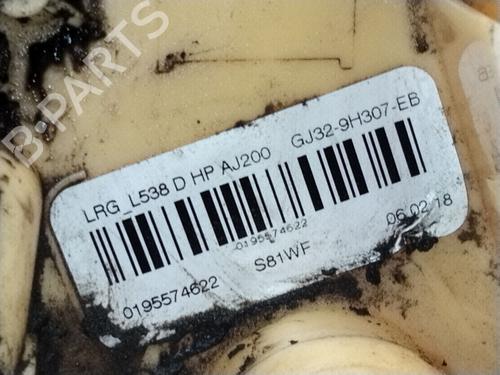 B-PARTS
LRG_L538 D HP AJ200 GJ32-9H307-EB
0195574622
0195574622 S81WF 06.02.18